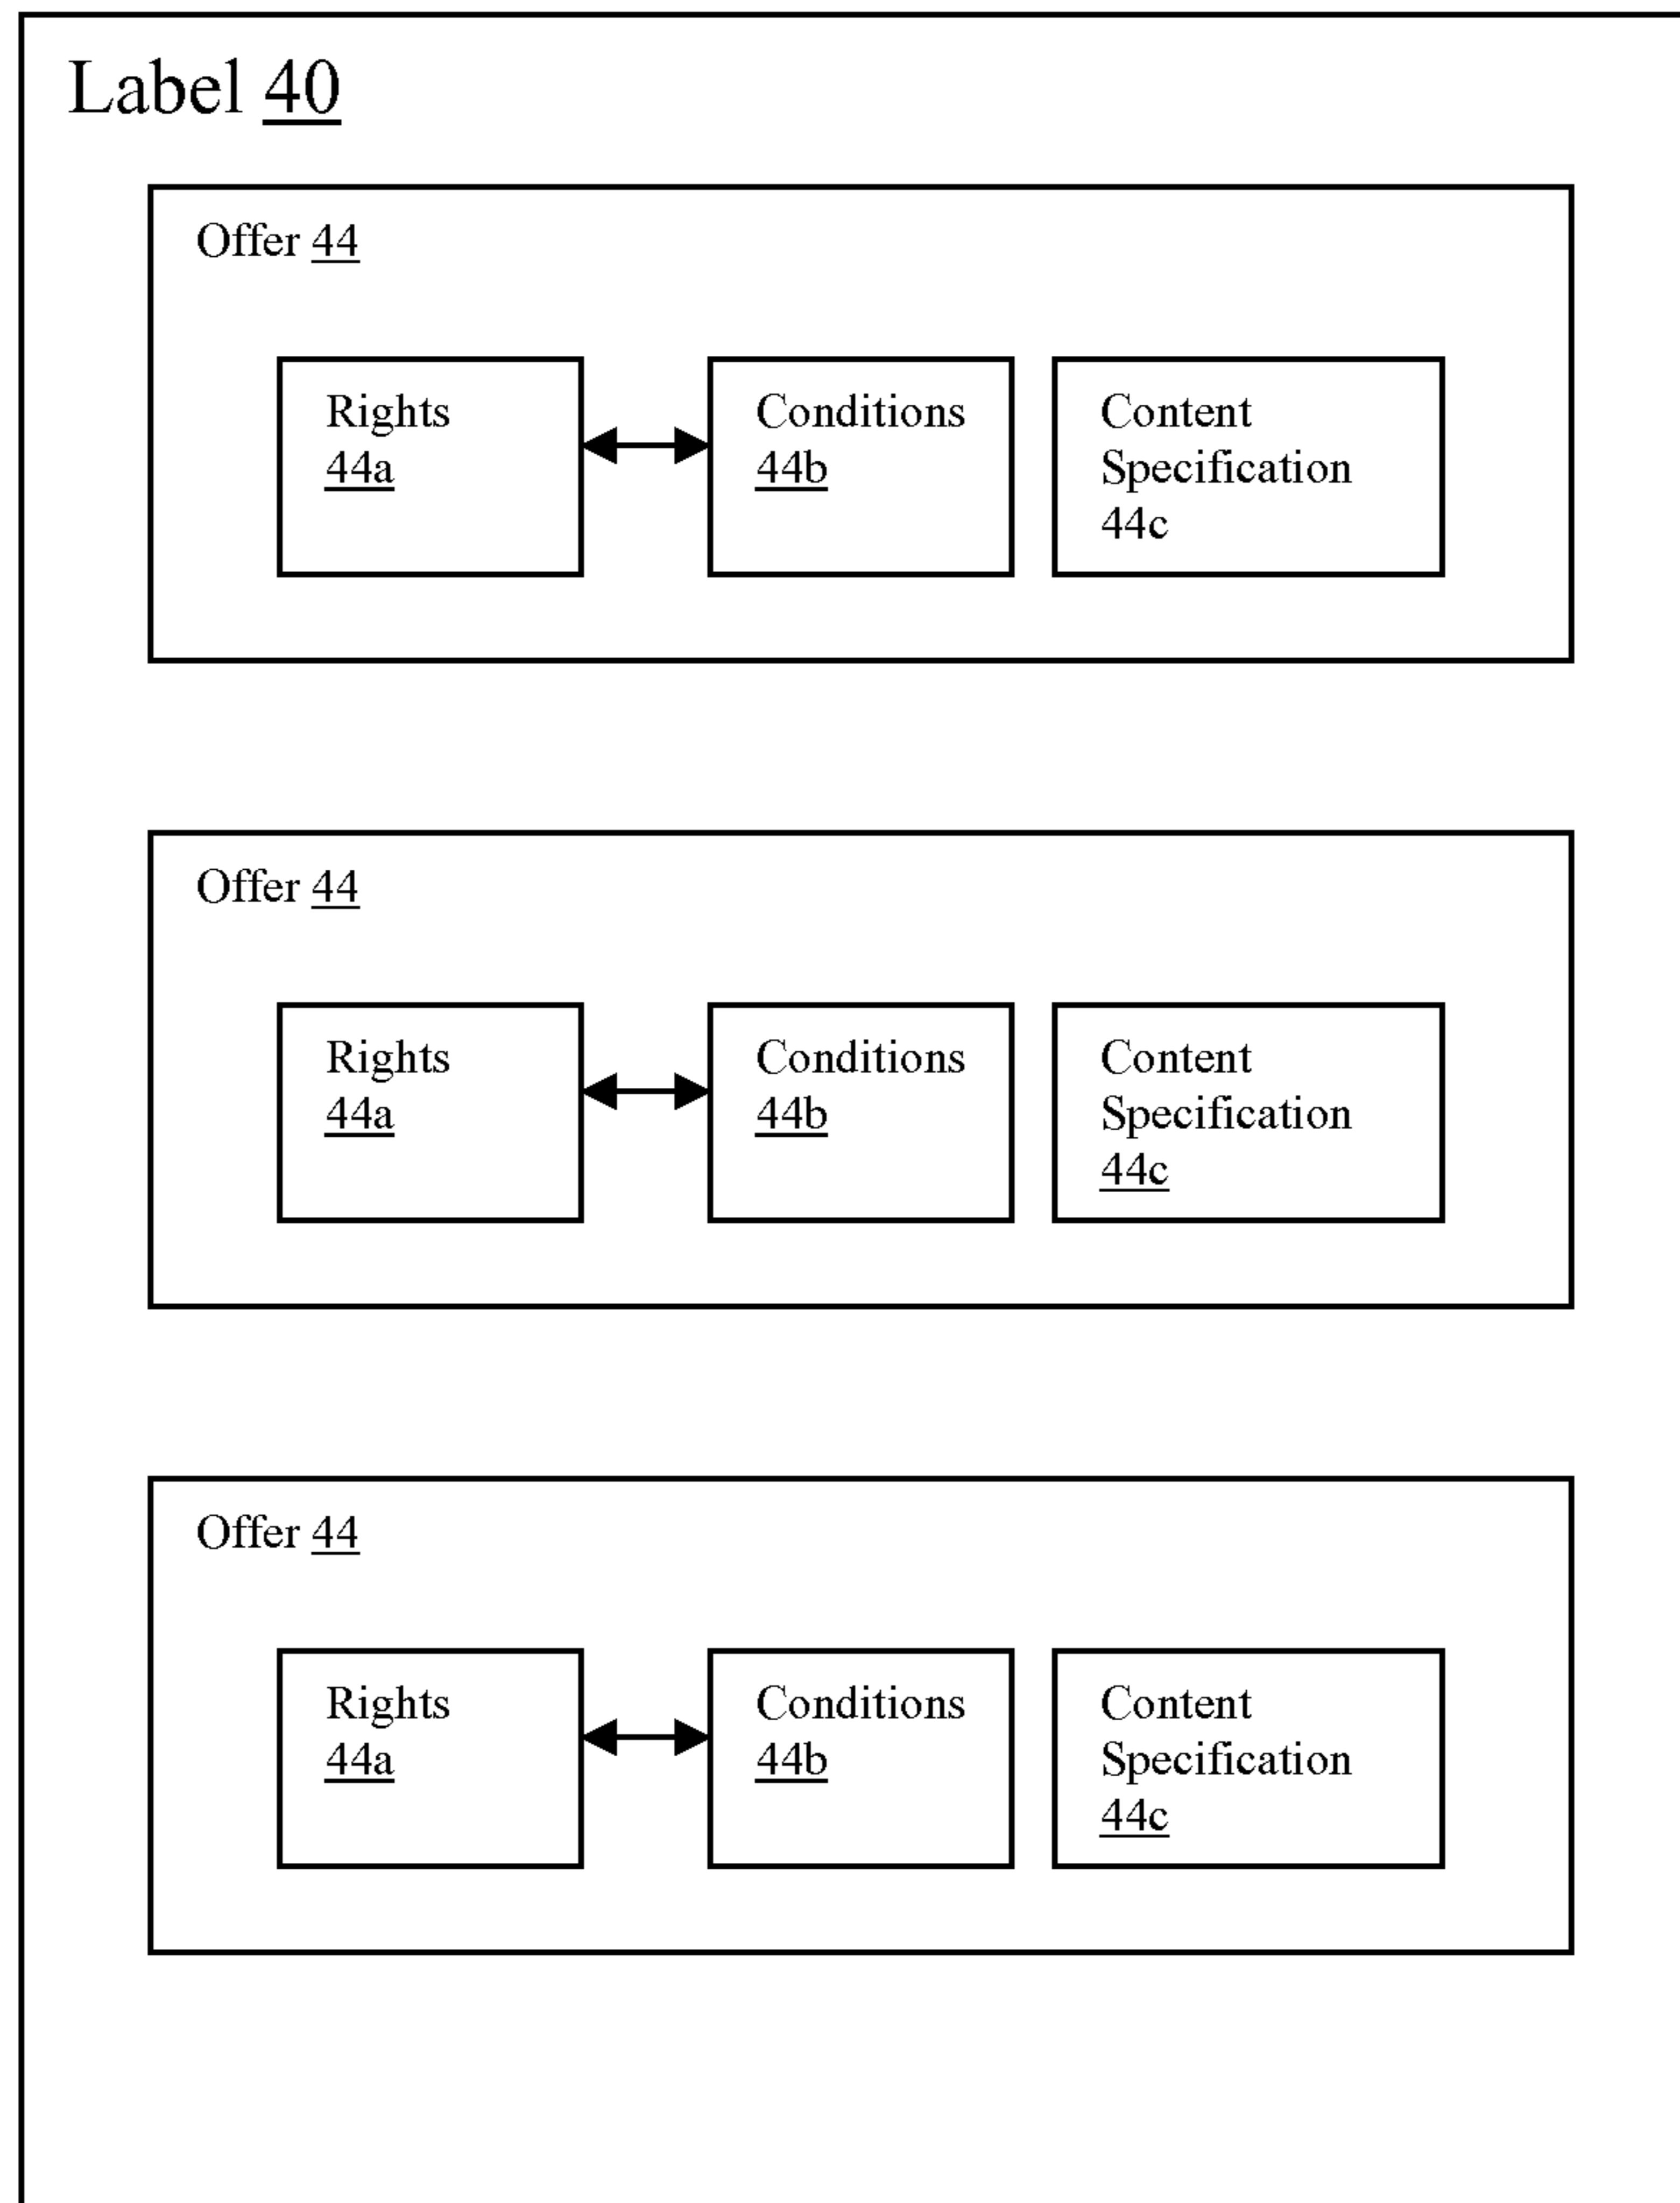 Label 40
Offer 44
Rights
44a
Conditions
44b
Content
Specification
44c
Offer 44
Rights
44a
Conditions
44b
Content
Specification
44c
Offer 44
Rights
44a
Conditions
44b
Content
Specification
44c